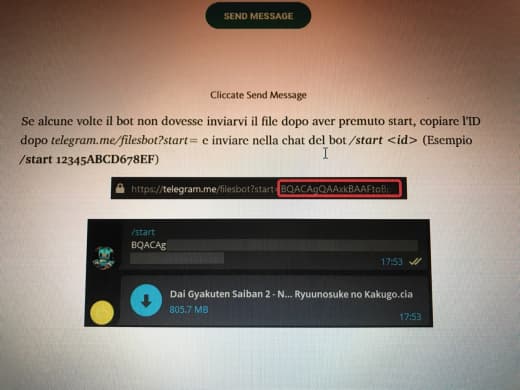 SEND MESSAGE
Cliccate Send Message
Se alcune volte il bot non dovesse inviarvi il file dopo aver premuto start, copiare l'ID
dopo telegram.me/filesbot?start= e inviare nella chat del bot /start <id> (Esempio
/start 12345ABCD678EF)
https://telegram.me/filesbot?start=BQACAgQAAxkBAAFtoB
/start
BQACAg
17:53
Dai Gyakuten Saiban 2 - N... Ryuunosuke no Kakugo.cia
805.7 MB
17:53